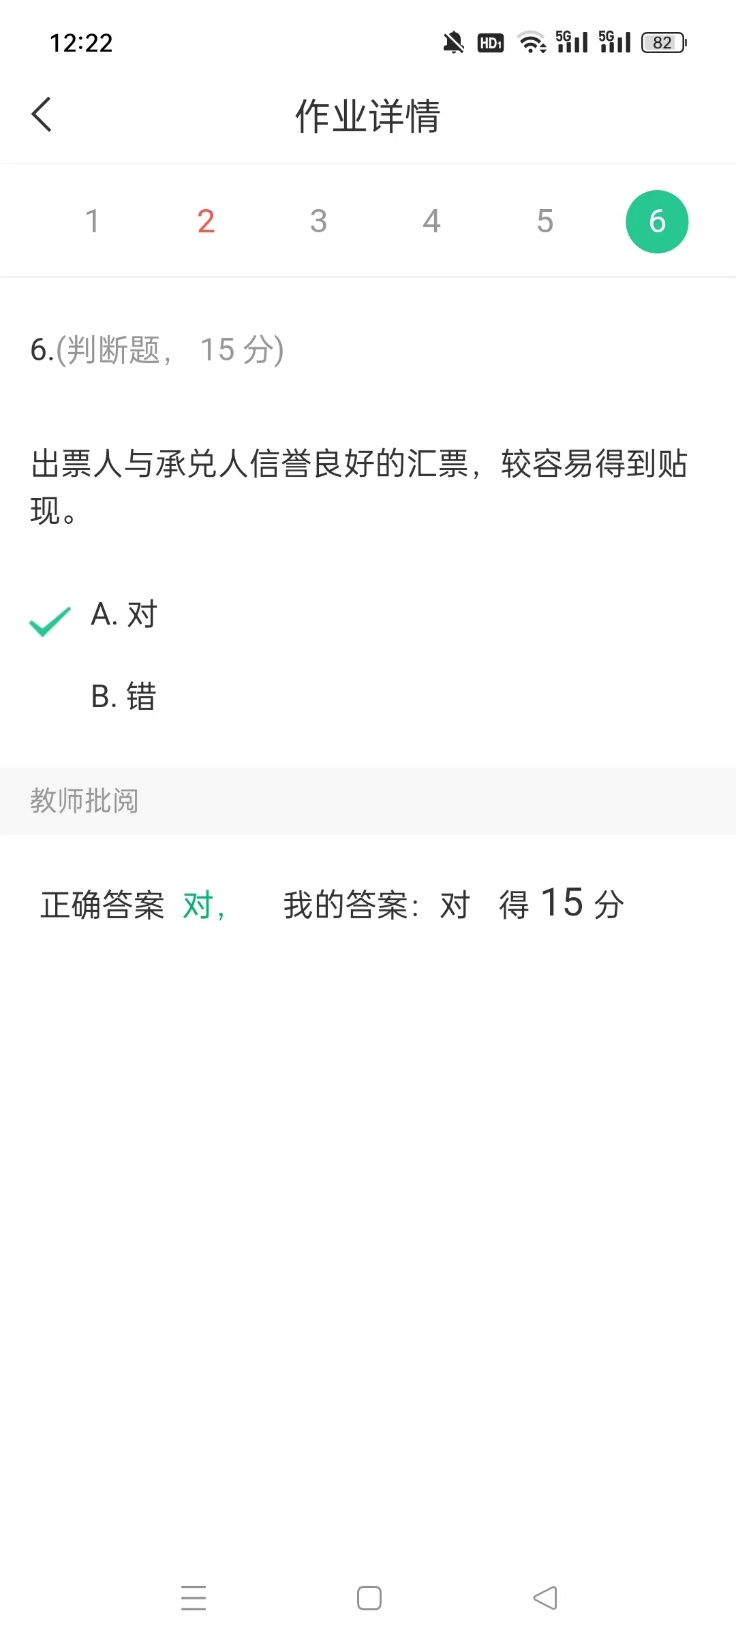 12:22
HD1 5G 5G 82
作业详情
1 2 3 4 5 6
6.(判断题， 15 分)
出票人与承兑人信誉良好的汇票，较容易得到贴
现。
A. 对
B. 错
教师批阅
正确答案 对， 我的答案：对 得 15 分